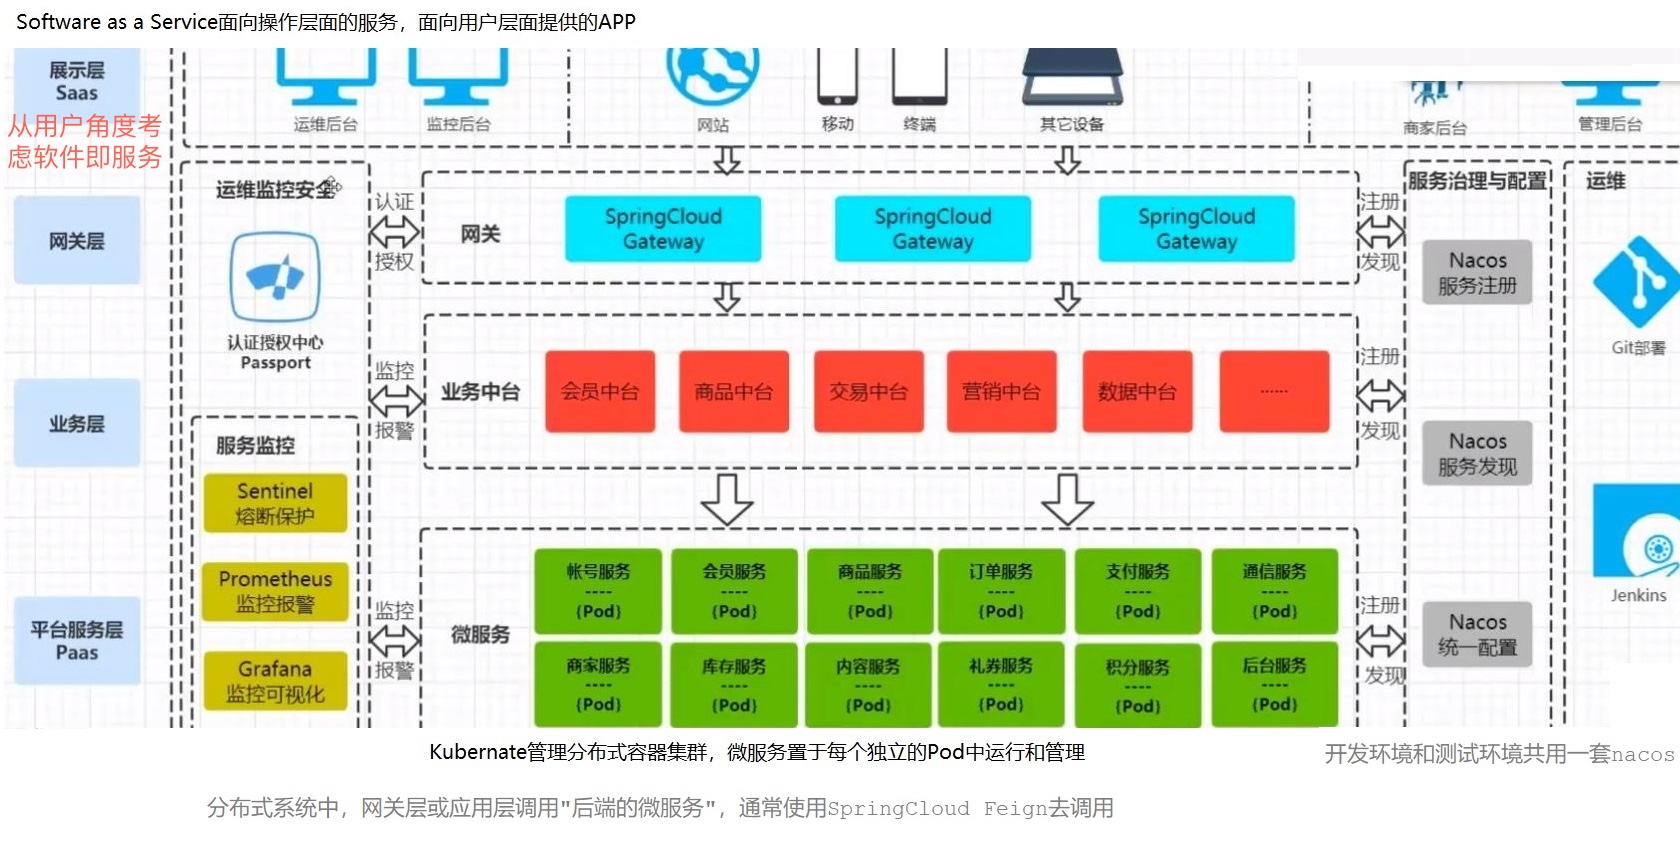 Software as a Service面向操作层面的服务，面向用户层面提供的APP
展示层
Saas
从用户角度考
虑软件即服务
运维后台
监控后台
网站
移动
终端
其它设备
商家后台
管理后台
网关层
运维监控安全
认证授权中心
Passport
认证
授权
网关
SpringCloud
Gateway
SpringCloud
Gateway
SpringCloud
Gateway
注册
发现
服务治理与配置
Nacos
服务注册
运维
Git部署
业务层
监控
报警
业务中台
会员中台
商品中台
交易中台
营销中台
数据中台
......
注册
发现
Nacos
服务发现
服务监控
Sentinel
熔断保护
Prometheus
监控报警
Grafana
监控可视化
Jenkins
平台服务层
Paas
监控
报警
微服务
帐号服务
----
{Pod}
会员服务
----
{Pod}
商品服务
----
{Pod}
订单服务
----
{Pod}
支付服务
----
{Pod}
通信服务
----
{Pod}
商家服务
----
{Pod}
库存服务
----
{Pod}
内容服务
----
{Pod}
礼券服务
----
{Pod}
积分服务
----
{Pod}
后台服务
----
{Pod}
注册
发现
Nacos
统一配置
Kubernate管理分布式容器集群，微服务置于每个独立的Pod中运行和管理
开发环境和测试环境共用一套nacos
分布式系统中，网关层或应用层调用"后端的微服务"，通常使用SpringCloud Feign去调用